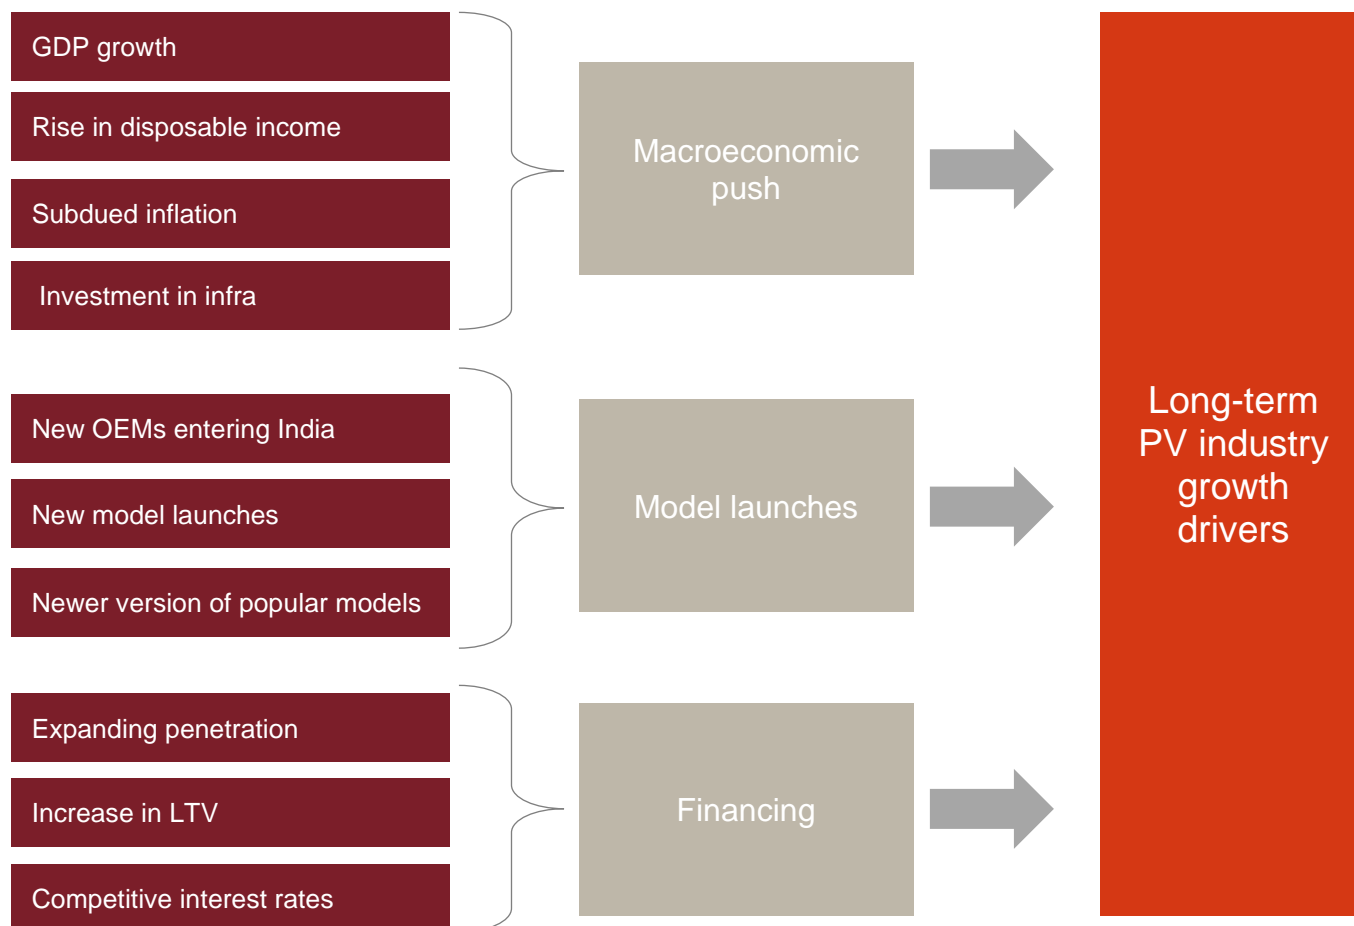 GDP growth
Rise in disposable income
Subdued inflation
Investment in infra
Macroeconomic
push
New OEMs entering India
New model launches
Newer version of popular models
Model launches
Expanding penetration
Increase in LTV
Competitive interest rates
Financing
Long-term
PV industry
growth
drivers